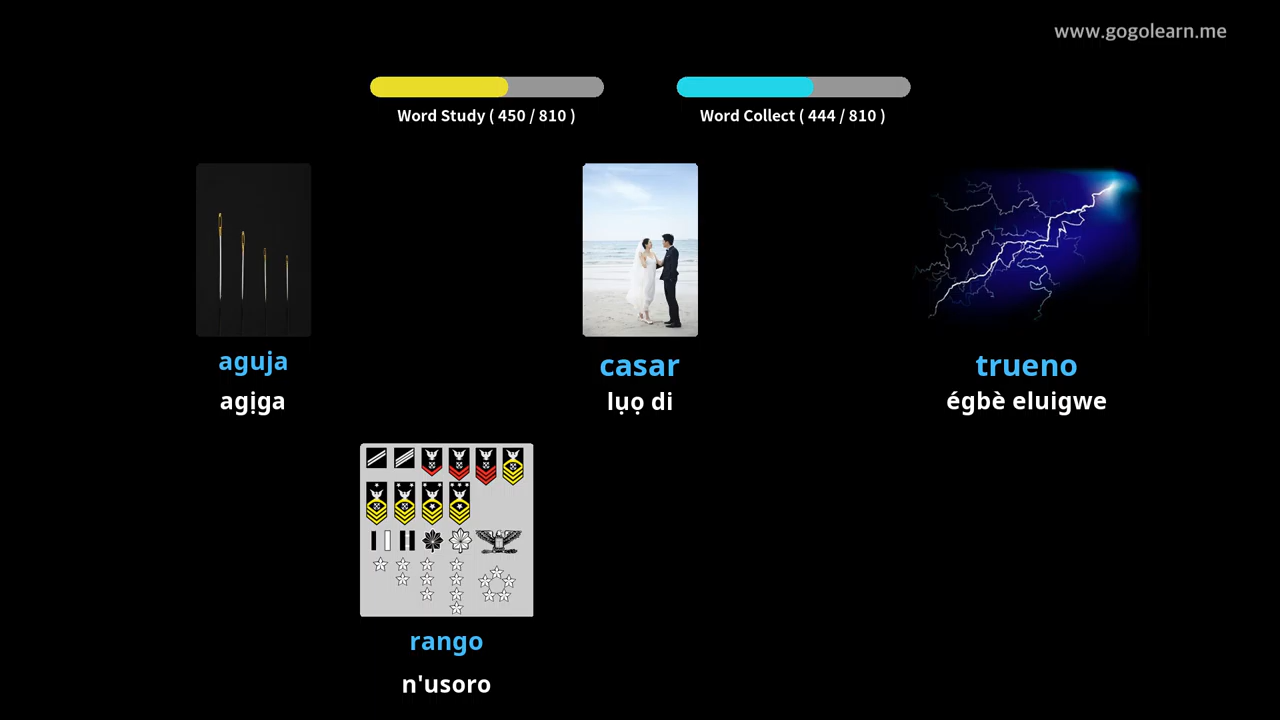 www.gogolearn.me
Word Study ( 450 / 810 )
Word Collect ( 444 / 810 )
aguja
casar
trueno
agịga
lụọ di
égbè eluigwe
rango
n'usoro